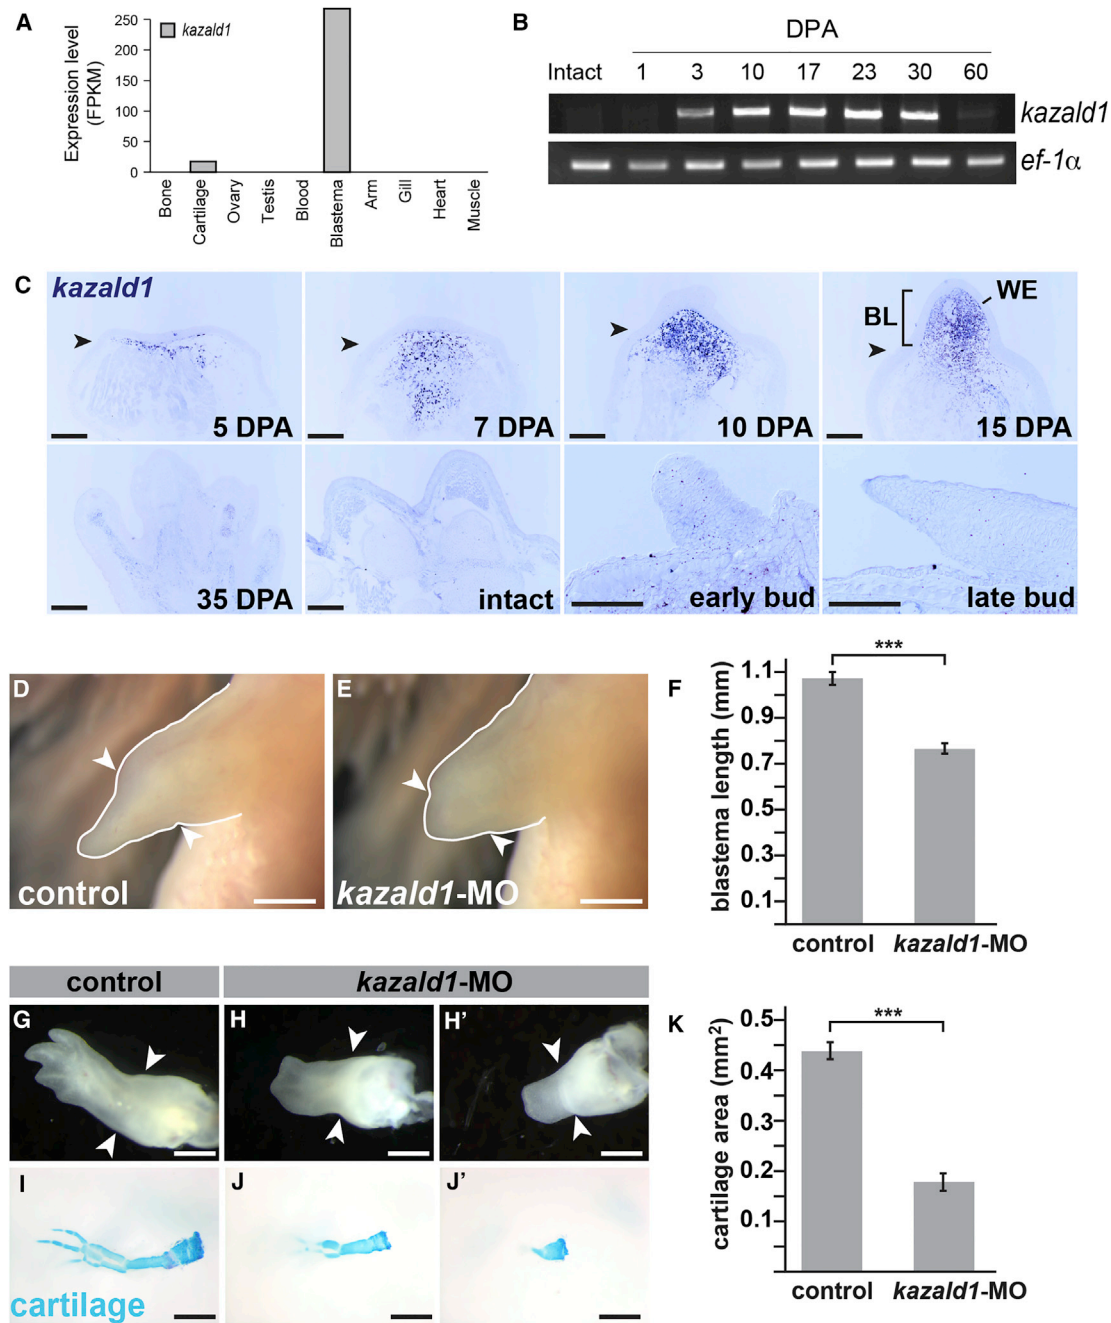 A
kazald1
Expression level
(FPKM)
250
200
150
100
50
0
Bone
Cartilage
Ovary
Testis
Blood
Blastema
Arm
Gill
Heart
Muscle
B
DPA
Intact 1 3 10 17 23 30 60
kazald1
ef-1α
C
kazald1
5 DPA
7 DPA
10 DPA
BL
WE
15 DPA
35 DPA
intact
early bud
late bud
D
control
E
kazald1-MO
F
blastema length (mm)
1.1
0.9
0.7
0.5
0.3
0.1
***
control kazald1-MO
control
kazald1-MO
G
H
H’
I
cartilage
J
J’
K
cartilage area (mm²)
0.5
0.4
0.3
0.2
0.1
***
control kazald1-MO